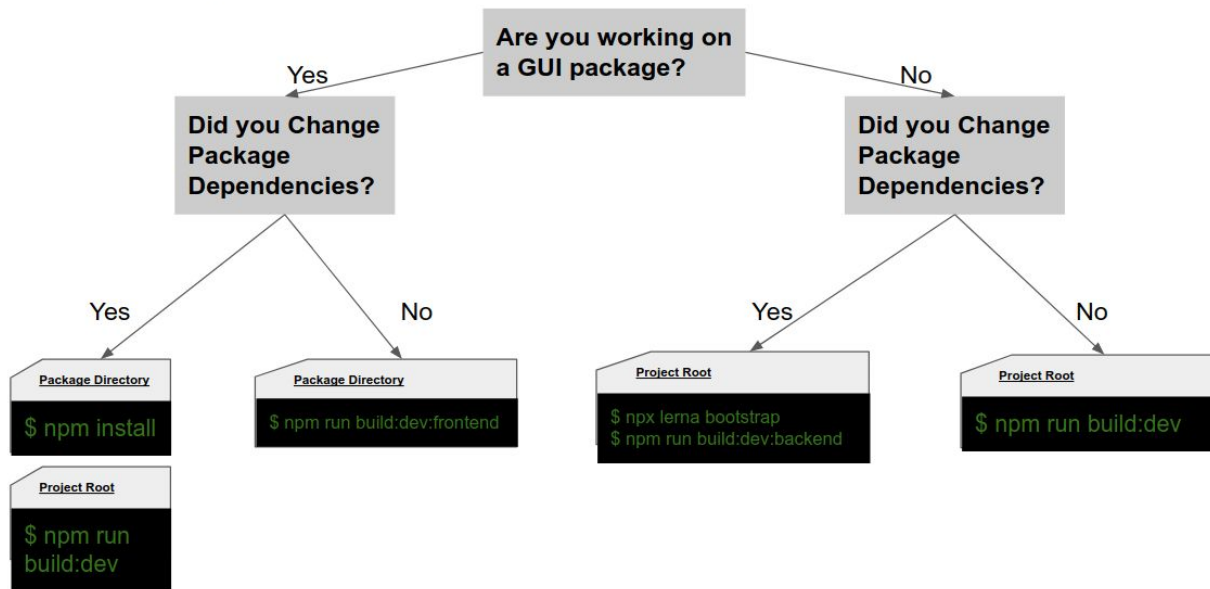 Are you working on
a GUI package?
Yes
No
Did you Change
Package
Dependencies?
Did you Change
Package
Dependencies?
Yes
No
Yes
No
Package Directory
$ npm install
Project Root
$ npm run
build:dev
Package Directory
$ npm run build:dev:frontend
Project Root
$ npx lerna bootstrap
$ npm run build:dev:backend
Project Root
$ npm run build:dev